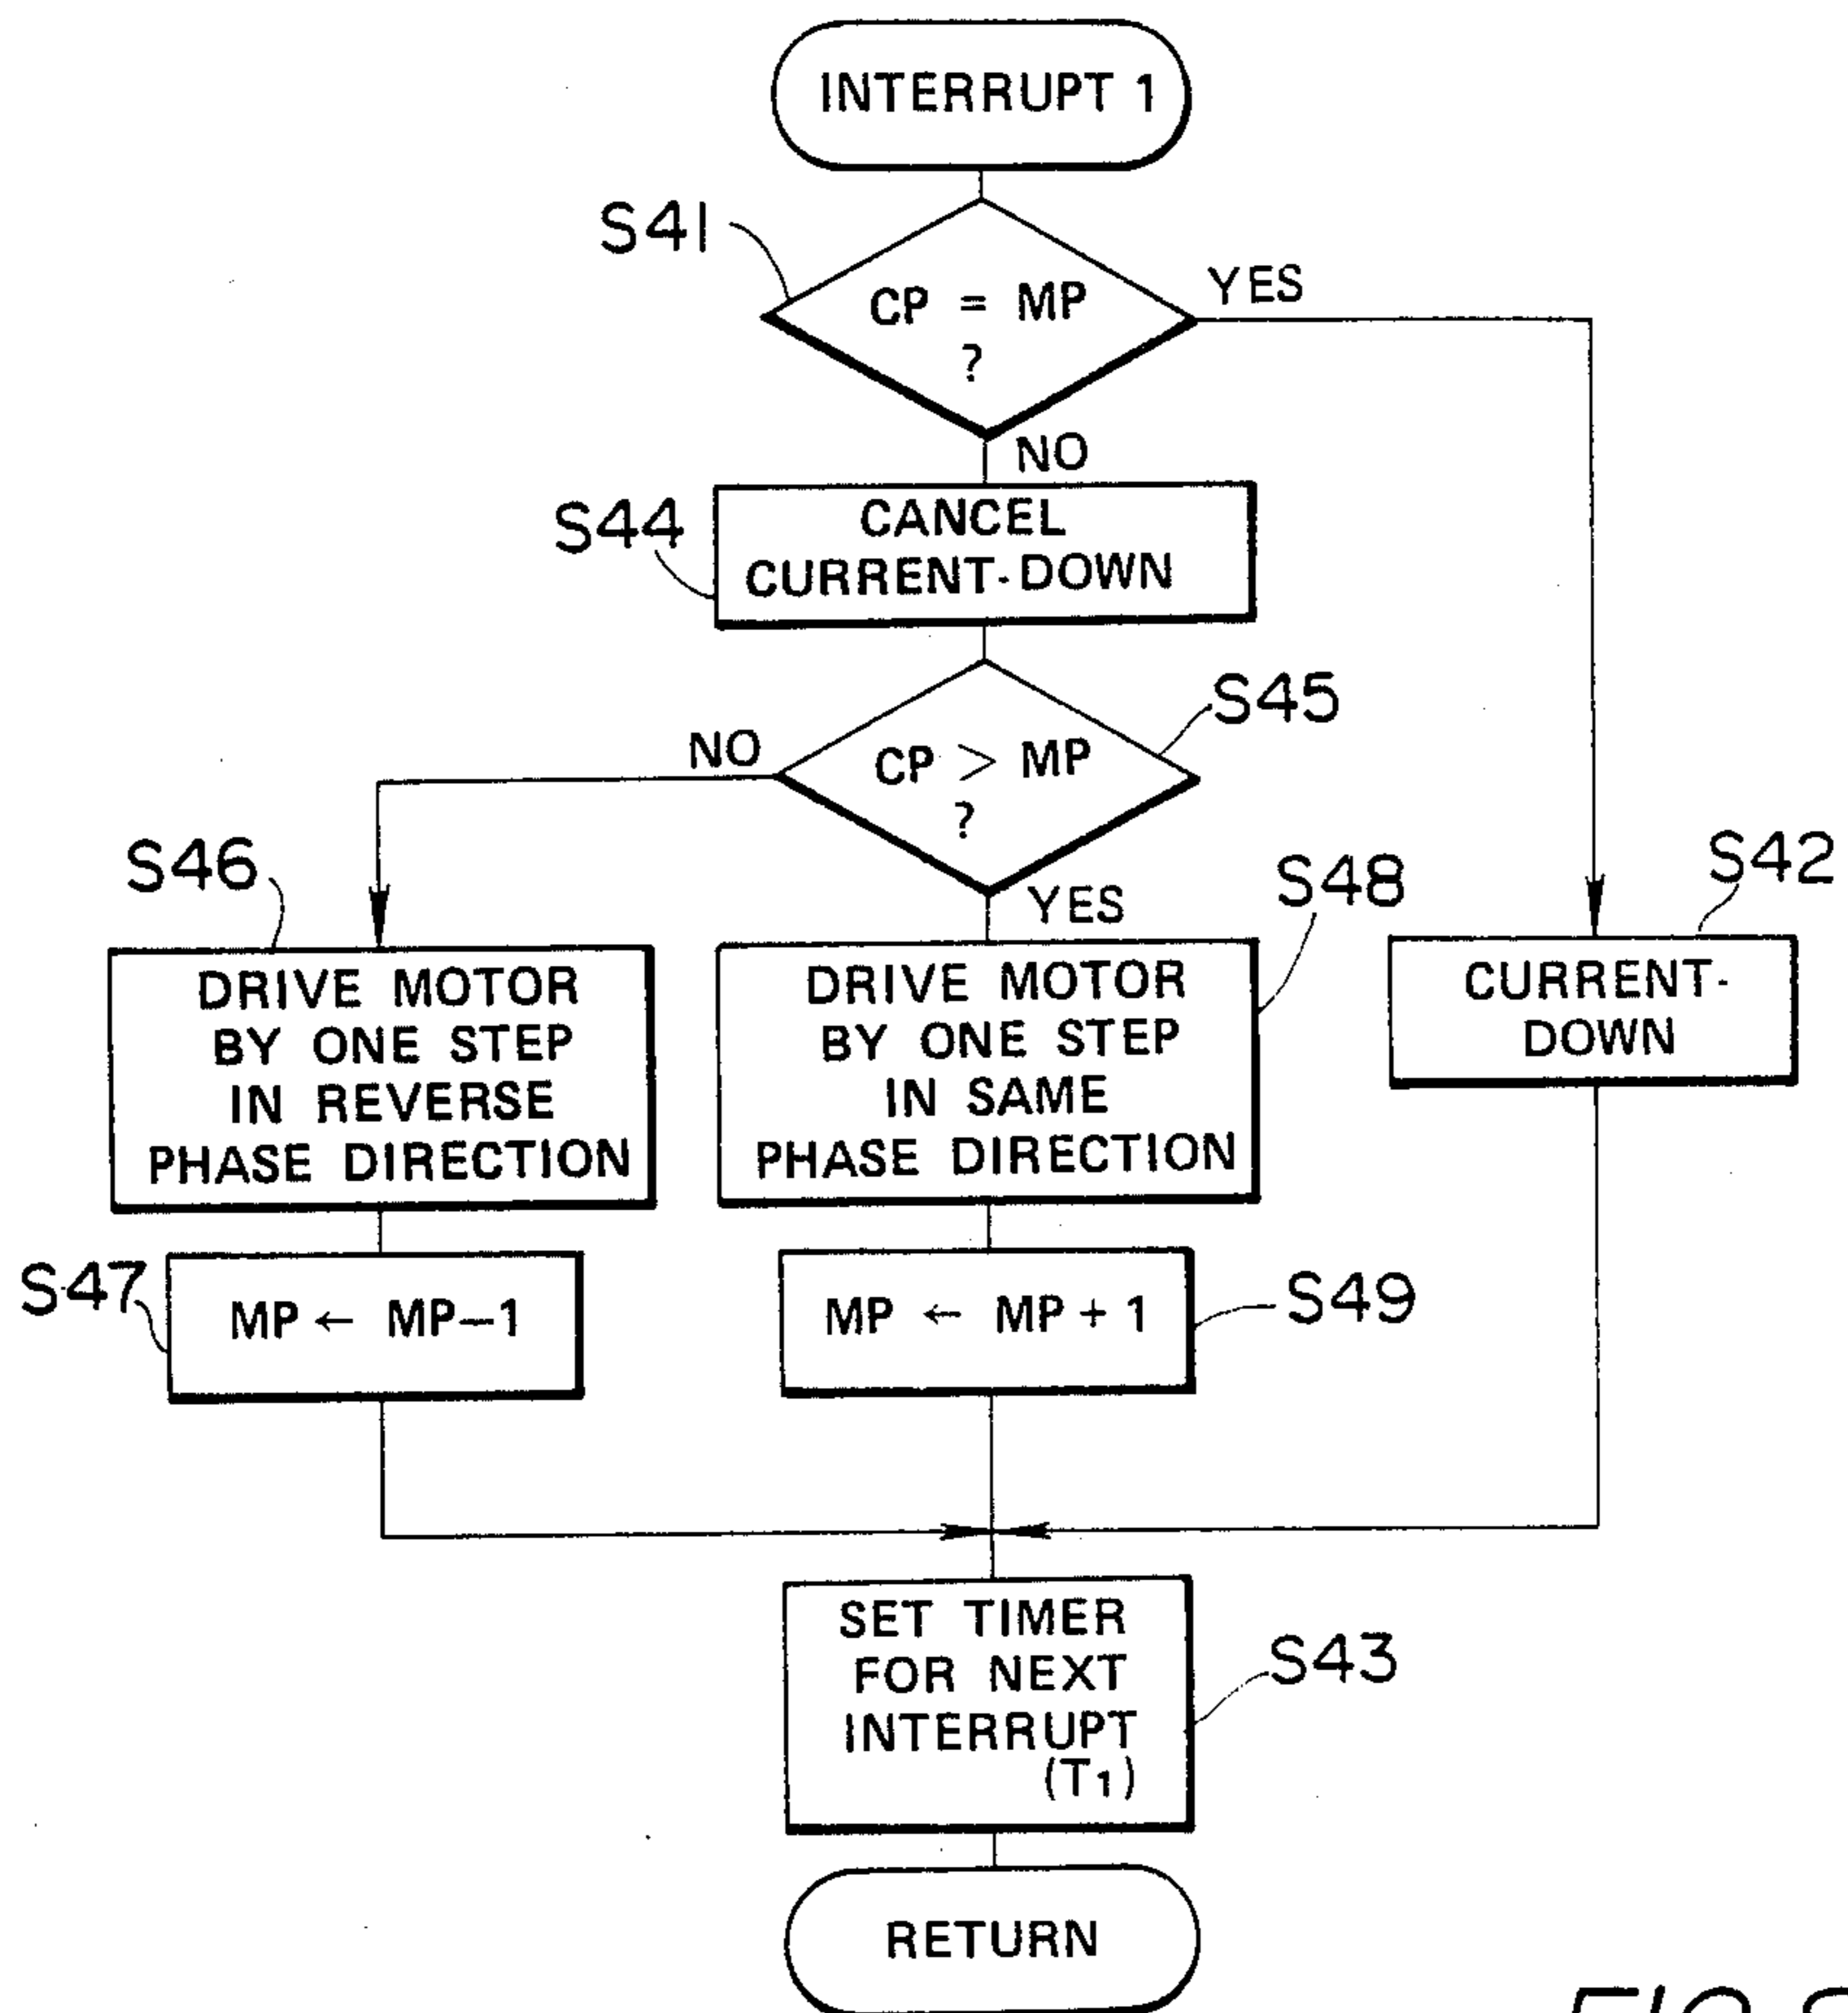 INTERRUPT 1
S41
CP = MP
?
YES
NO
S44
CANCEL
CURRENT-DOWN
S45
CP > MP
?
NO
YES
S46
DRIVE MOTOR
BY ONE STEP
IN REVERSE
PHASE DIRECTION
S48
DRIVE MOTOR
BY ONE STEP
IN SAME
PHASE DIRECTION
S42
CURRENT-
DOWN
S47
MP ← MP-1
MP ← MP + 1
S49
SET TIMER
FOR NEXT
INTERRUPT
(T1)
S43
RETURN